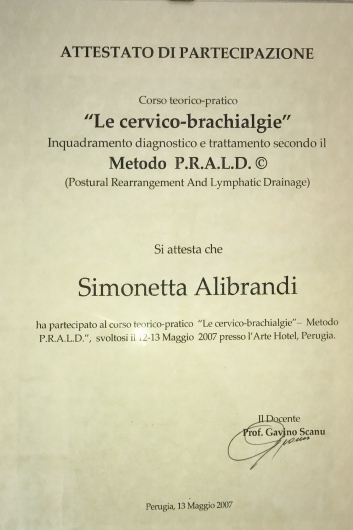 ATTESTATO DI PARTECIPAZIONE
Corso teorico-pratico
“Le cervico-brachialgie”
Inquadramento diagnostico e trattamento secondo il
Metodo P.R.A.L.D. ©
(Postural Rearrangement And Lymphatic Drainage)
Si attesta che
Simonetta Alibrandi
ha partecipato al corso teorico-pratico “Le cervico-brachialgie” – Metodo
P.R.A.L.D.”, svoltosi il 12-13 Maggio 2007 presso l’Arte Hotel, Perugia.
Il Docente
Prof. Gavino Scanu
Perugia, 13 Maggio 2007